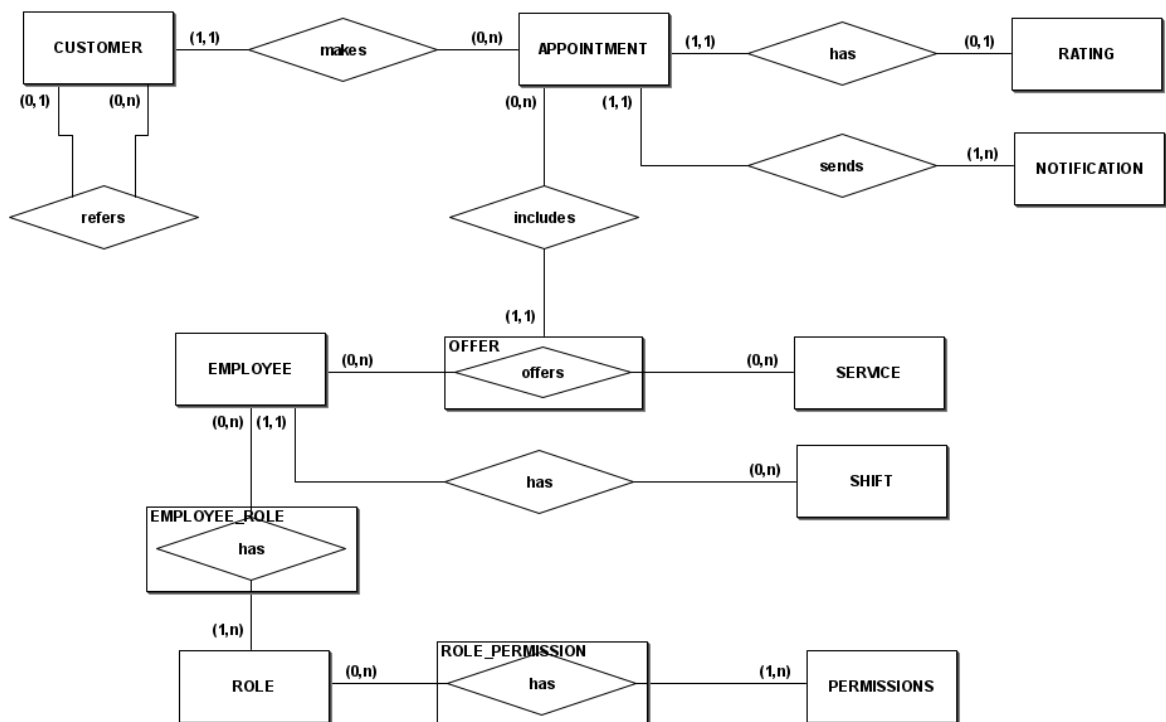 CUSTOMER
(1,1)
makes
(0,n)
APPOINTMENT
(1,1)
has
(0,1)
RATING
(0,1)
(0,n)
(0,n)
(1,1)
sends
(1,n)
NOTIFICATION
refers
includes
(1,1)
EMPLOYEE
(0,n)
OFFER
offers
(0,n)
SERVICE
(0,n)
(1,1)
has
(0,n)
SHIFT
EMPLOYEE_ROLE
has
(1,n)
ROLE
(0,n)
ROLE_PERMISSION
has
(1,n)
PERMISSIONS